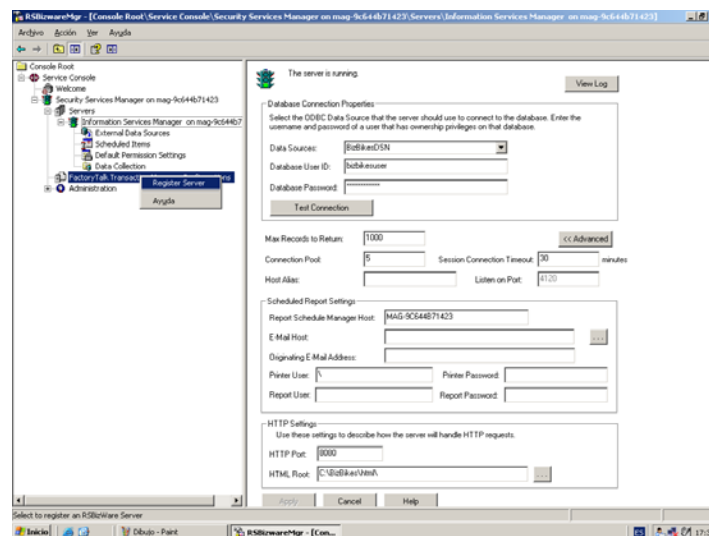 RSBizwareMgr - [Console Root\Service Console\Security Services Manager on mag-9c644b71423\Servers\Information Services Manager on mag-9c644b71423]
Archivo Acción Ver Ayuda
Console Root
Service Console
Welcome
Security Services Manager on mag-9c644b71423
Servers
Information Services Manager on mag-9c644b7
External Data Sources
Scheduled Items
Default Permission Settings
Data Collection
FactoryTalk Transac
Register Server
Ayuda
Administration
The server is running.
View Log
Database Connection Properties
Select the ODBC Data Source that the server should use to connect to the database. Enter the
username and password of a user that has ownership privileges on that database.
Data Sources: BizBikesDSN
Database User ID: bizbikesuser
Database Password:
Test Connection
Max Records to Return: 1000
<< Advanced
Connection Pool: 5 Session Connection Timeout: 30 minutes
Host Alias: Listen on Port: 4120
Scheduled Report Settings
Report Schedule Manager Host: MAG-9C644B71423
E-Mail Host: ...
Originating E-Mail Address:
Printer User: \ Printer Password:
Report User: Report Password:
HTTP Settings
Use these settings to describe how the server will handle HTTP requests.
HTTP Port: 8080
HTML Root: C:\BizBikes\html\ ...
Apply Cancel Help
Select to register an RSBizWare Server
Inicio Dibujo - Paint RSBizwareMgr - [Con... ES